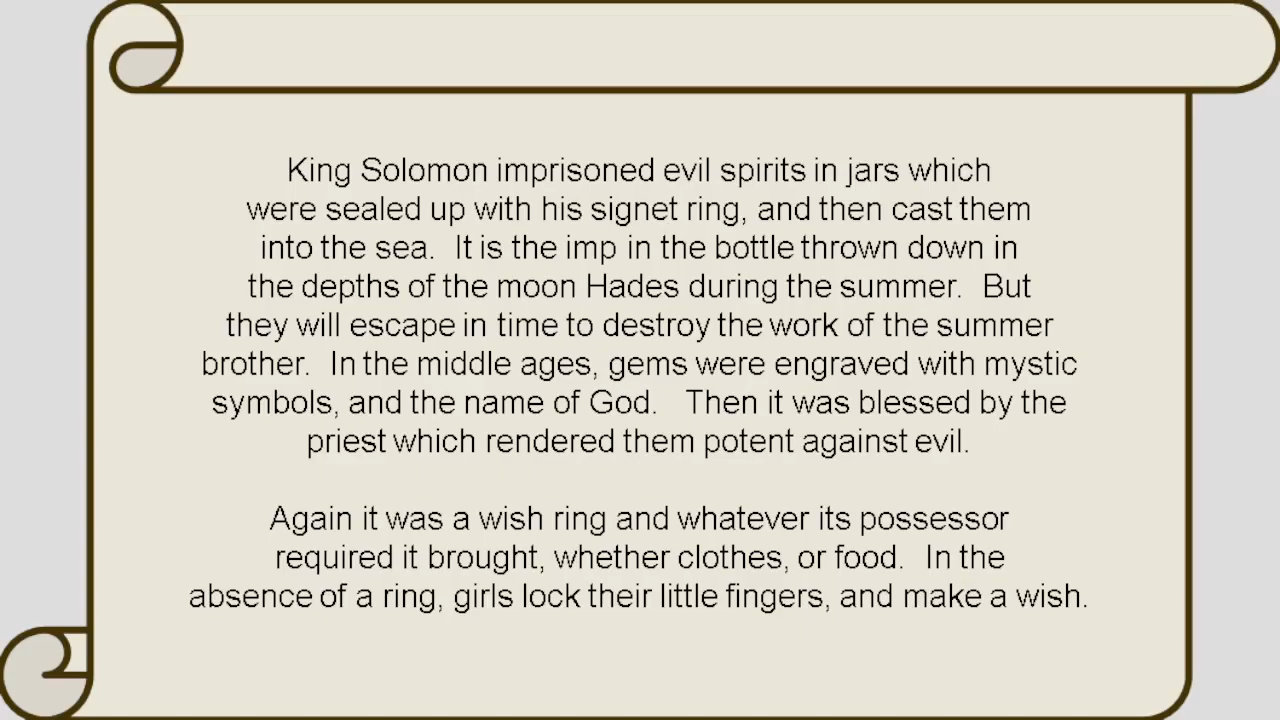 King Solomon imprisoned evil spirits in jars which
were sealed up with his signet ring, and then cast them
into the sea.  It is the imp in the bottle thrown down in
the depths of the moon Hades during the summer.  But
they will escape in time to destroy the work of the summer
brother.  In the middle ages, gems were engraved with mystic
symbols, and the name of God.   Then it was blessed by the
priest which rendered them potent against evil.

Again it was a wish ring and whatever its possessor
required it brought, whether clothes, or food.  In the
absence of a ring, girls lock their little fingers, and make a wish.